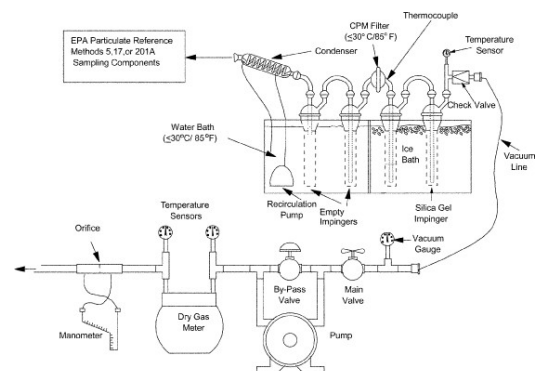 EPA Particulate Reference
Methods 5,17,or 201A
Sampling Components
Condenser
CPM Filter
(≤30° C/85° F)
Thermocouple
Temperature
Sensor
Check Valve
Water Bath
(≤30°C/ 85°F)
Ice
Bath
Vacuum
Line
Recirculation
Pump
Empty
Impingers
Silica Gel
Impinger
Temperature
Sensors
Orifice
Vacuum
Gauge
By-Pass
Valve
Main
Valve
Manometer
Dry Gas
Meter
Pump